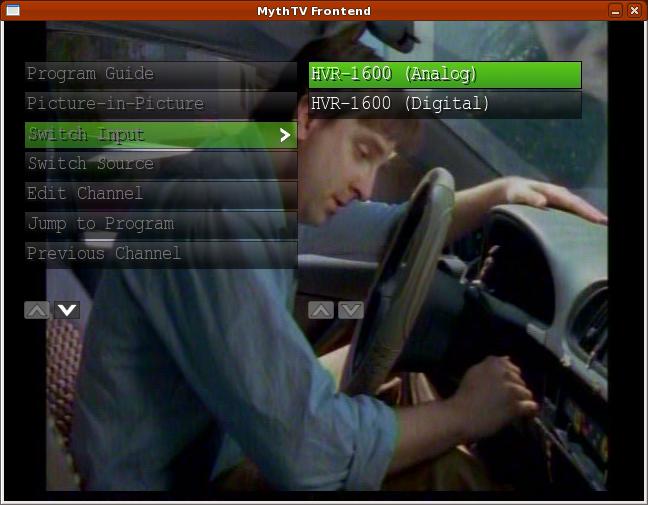 MythTV Frontend
Program Guide
Picture-in-Picture
Switch Input
Switch Source
Edit Channel
Jump to Program
Previous Channel
HVR-1600 (Analog)
HVR-1600 (Digital)